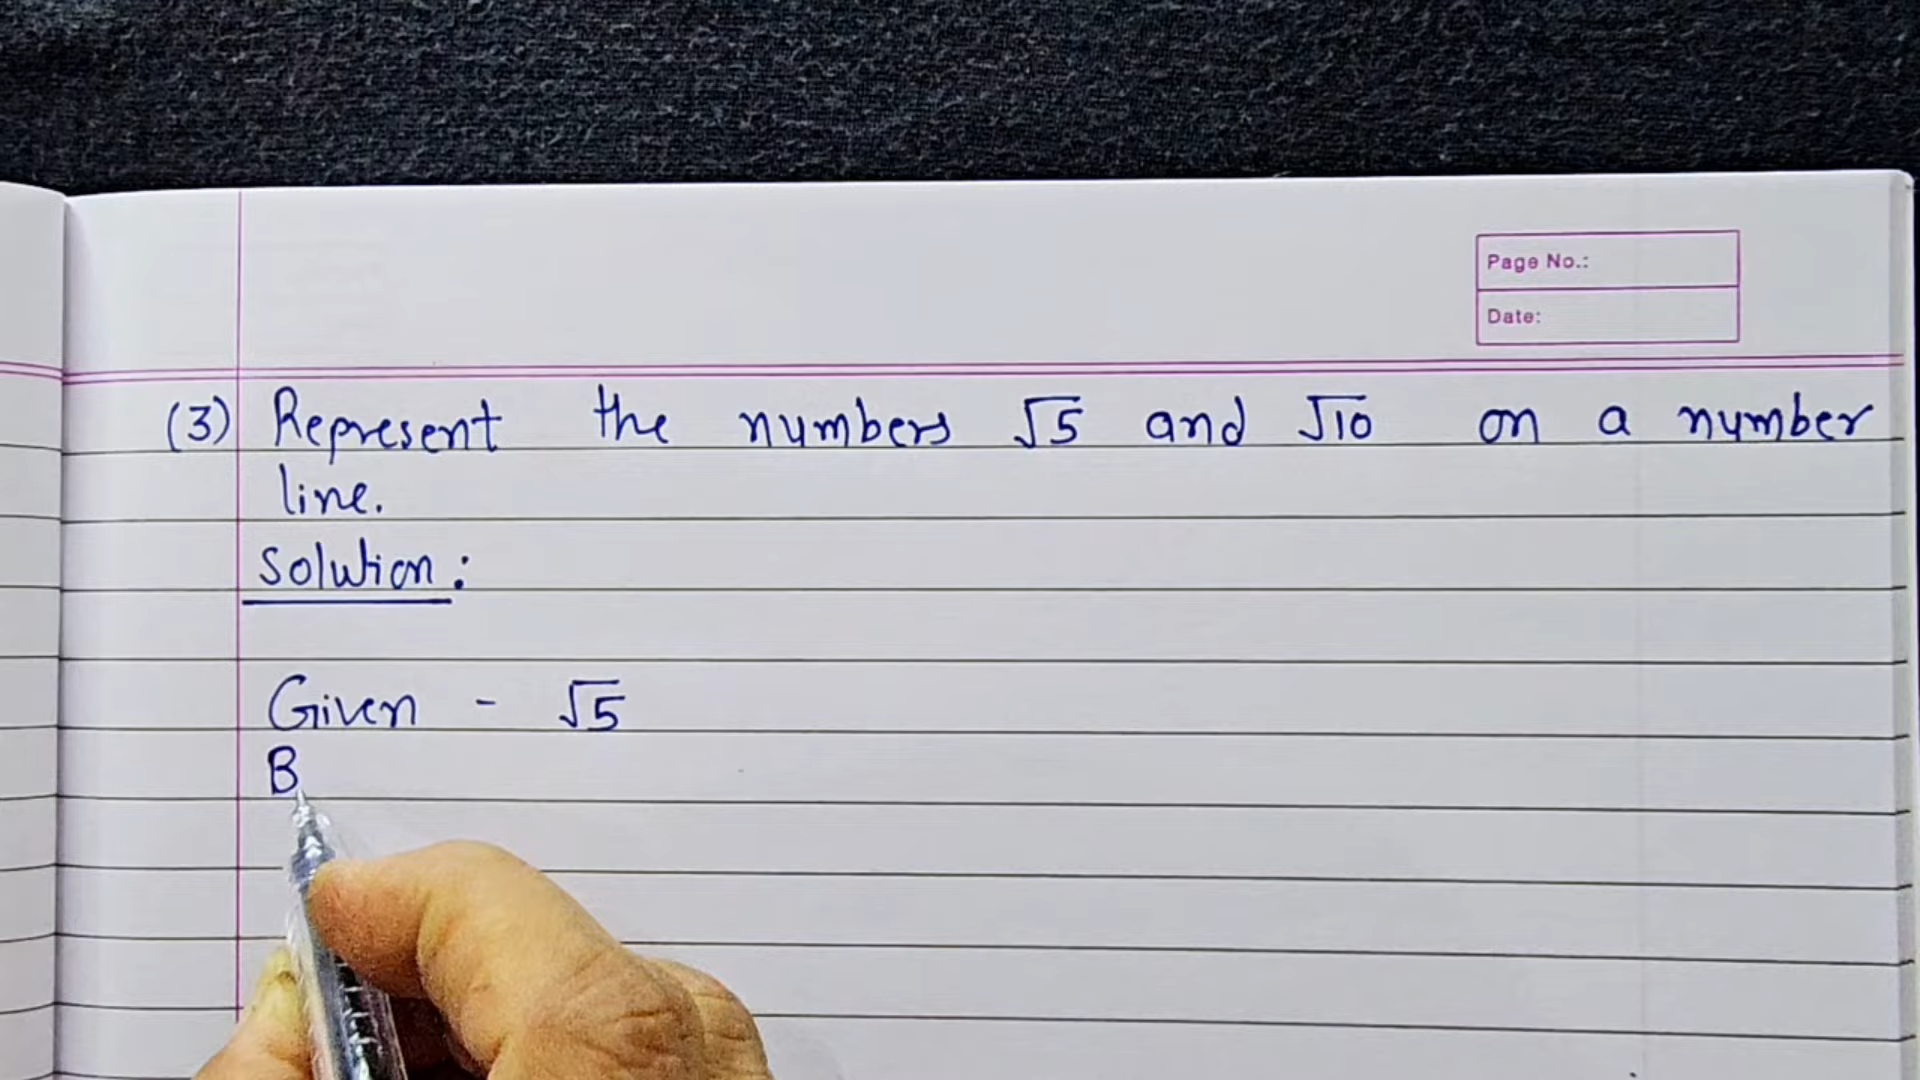 Page No.:
Date:
(3) Represent the numbers √5 and √10 on a number
line.
Solution:
Given - √5
B